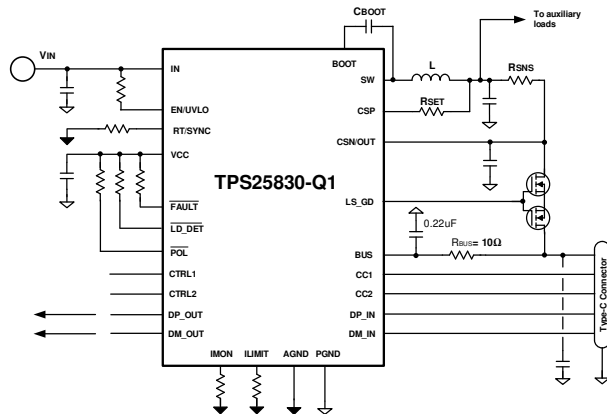 CBOOT
To auxiliary
loads
VIN
IN
BOOT
SW
L
RSNS
EN/UVLO
CSP
RSET
RT/SYNC
CSN/OUT
VCC
TPS25830-Q1
FAULT
LS_GD
LD_DET
0.22uF
POL
BUS
RBUS= 10Ω
CTRL1
CC1
CTRL2
CC2
DP_OUT
DP_IN
DM_OUT
DM_IN
Type-C Connector
IMON
ILIMIT
AGND
PGND